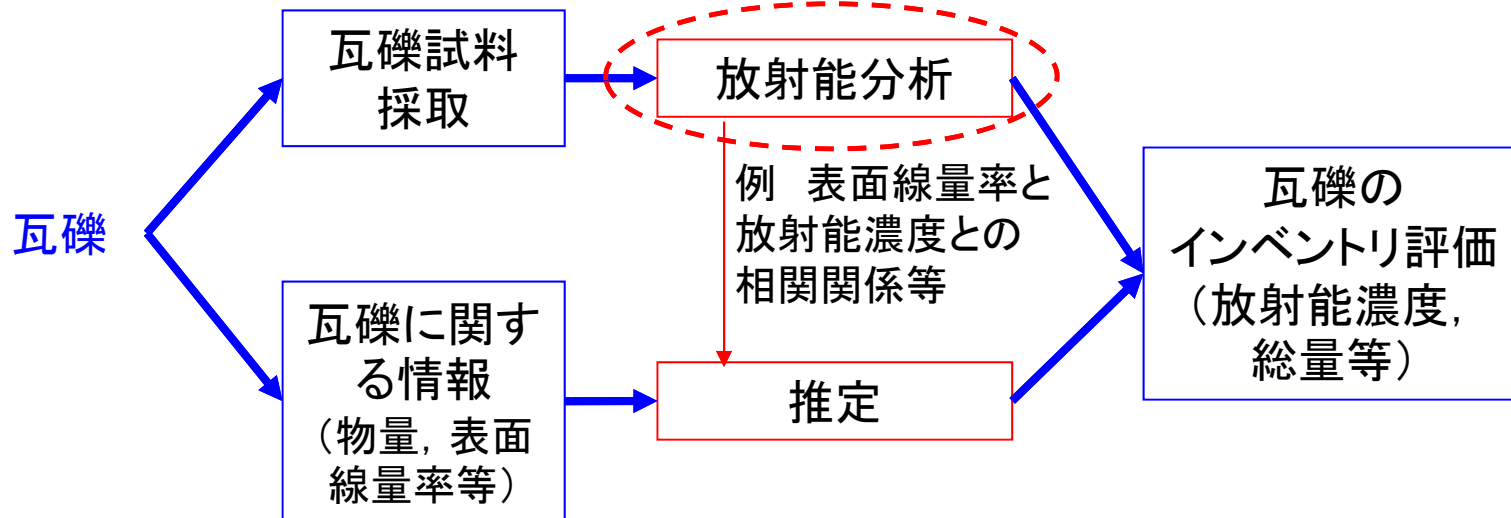 瓦礫
瓦礫試料
採取
放射能分析
例　表面線量率と
放射能濃度との
相関関係等
瓦礫に関す
る情報
（物量，表面
線量率等）
推定
瓦礫の
インベントリ評価
（放射能濃度，
総量等）